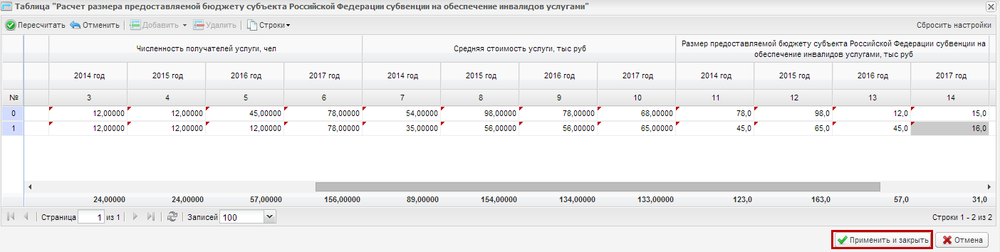 Таблица "Расчет размера предоставляемой бюджету субъекта Российской Федерации субвенции на обеспечение инвалидов услугами"
Пересчитать Отменить Добавить Удалить Строки Сбросить настройки
Численность получателей услуги, чел Средняя стоимость услуги, тыс руб Размер предоставляемой бюджету субъекта Российской Федерации субвенции на
обеспечение инвалидов услугами, тыс руб
2014 год 2015 год 2016 год 2017 год 2014 год 2015 год 2016 год 2017 год 2014 год 2015 год 2016 год 2017 год
№ 3 4 5 6 7 8 9 10 11 12 13 14
0 12,00000 12,00000 45,00000 78,00000 54,00000 98,00000 78,00000 68,00000 78,0 98,0 12,0 15,0
1 12,00000 12,00000 12,00000 78,00000 35,00000 56,00000 56,00000 65,00000 45,0 65,0 45,0 16,0
24,00000 24,00000 57,00000 156,00000 89,00000 154,00000 134,00000 133,00000 123,0 163,0 57,0 31,0
Страница 1 из 1 Записей 100 Строки 1 - 2 из 2
Применить и закрыть Отмена